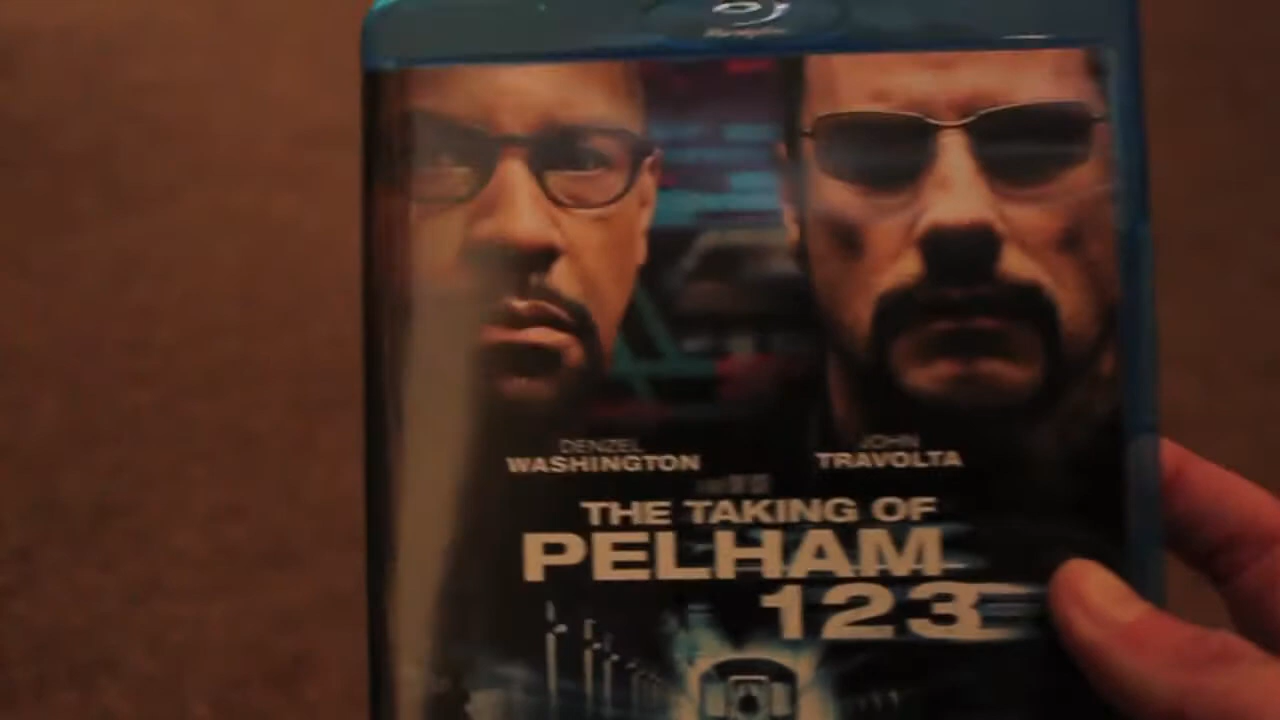 DENZEL
JOHN
WASHINGTON
TRAVOLTA
THE TAKING OF
PELHAM
123